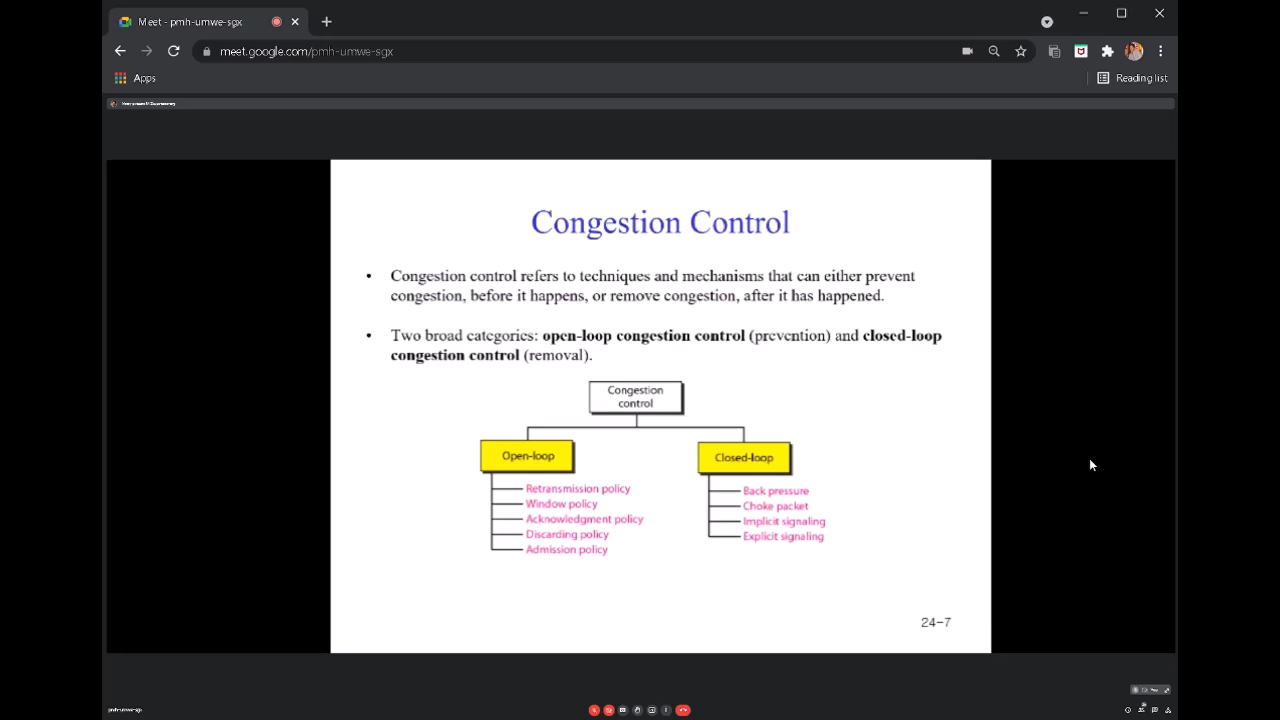 Meet - pmh-umwe-sgx
meet.google.com/pmh-umwe-sgx
Apps
Reading list
Congestion Control
• Congestion control refers to techniques and mechanisms that can either prevent
congestion, before it happens, or remove congestion, after it has happened.
• Two broad categories: open-loop congestion control (prevention) and closed-loop
congestion control (removal).
Congestion
control
Open-loop
Closed-loop
Retransmission policy
Window policy
Acknowledgment policy
Discarding policy
Admission policy
Back pressure
Choke packet
Implicit signaling
Explicit signaling
24-7
pmh-umwe-sgx